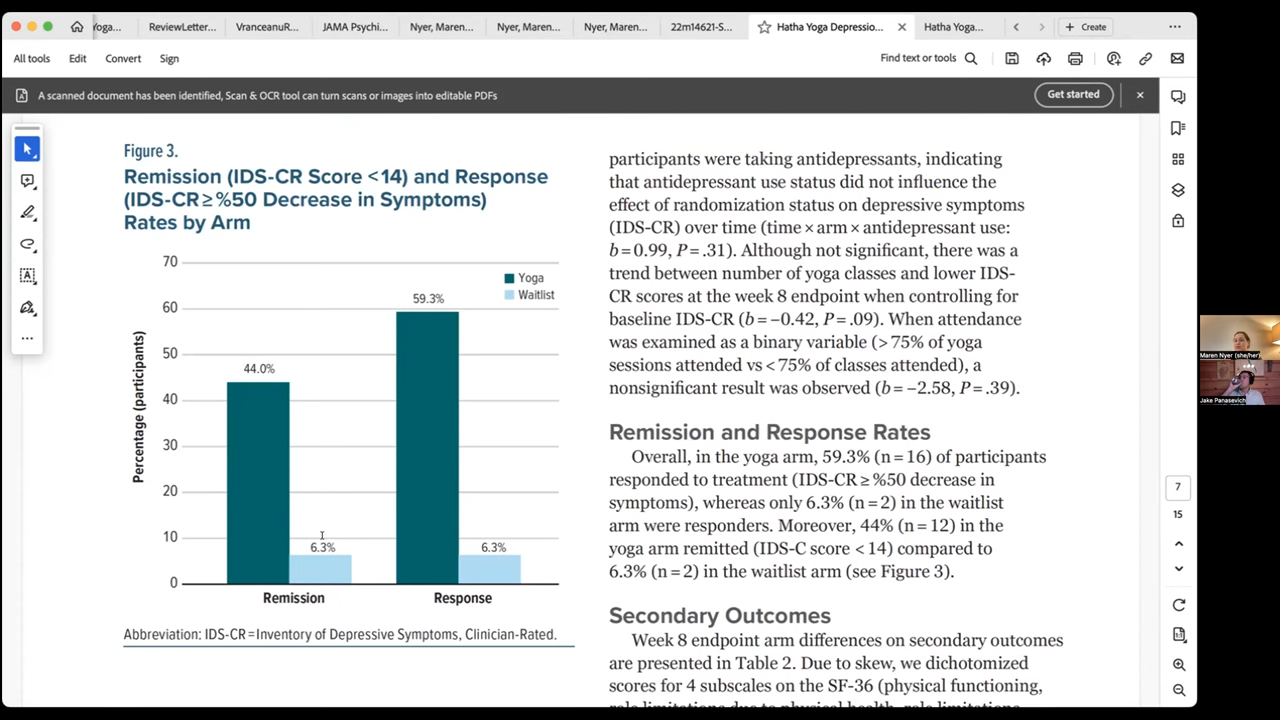 Yoga...
ReviewLetter...
VranceanuR...
JAMA Psychi...
Nyer, Maren...
Nyer, Maren...
Nyer, Maren...
22m14621-S...
Hatha Yoga Depressio...
Hatha Yoga...
Create
All tools
Edit
Convert
Sign
Find text or tools
A scanned document has been identified, Scan & OCR tool can turn scans or images into editable PDFs
Get started
Figure 3.
Remission (IDS-CR Score <14) and Response
(IDS-CR≥%50 Decrease in Symptoms)
Rates by Arm
70
60
50
40
30
20
10
0
Percentage (participants)
Yoga
Waitlist
44.0%
6.3%
59.3%
6.3%
Remission
Response
Abbreviation: IDS-CR=Inventory of Depressive Symptoms, Clinician-Rated.
participants were taking antidepressants, indicating
that antidepressant use status did not influence the
effect of randomization status on depressive symptoms
(IDS-CR) over time (time × arm × antidepressant use:
b = 0.99, P = .31). Although not significant, there was a
trend between number of yoga classes and lower IDS-
CR scores at the week 8 endpoint when controlling for
baseline IDS-CR (b = −0.42, P = .09). When attendance
was examined as a binary variable (> 75% of yoga
sessions attended vs < 75% of classes attended), a
nonsignificant result was observed (b = −2.58, P = .39).
Remission and Response Rates
Overall, in the yoga arm, 59.3% (n = 16) of participants
responded to treatment (IDS-CR ≥ %50 decrease in
symptoms), whereas only 6.3% (n = 2) in the waitlist
arm were responders. Moreover, 44% (n = 12) in the
yoga arm remitted (IDS-C score < 14) compared to
6.3% (n = 2) in the waitlist arm (see Figure 3).
Secondary Outcomes
Week 8 endpoint arm differences on secondary outcomes
are presented in Table 2. Due to skew, we dichotomized
scores for 4 subscales on the SF-36 (physical functioning,
role limitations due to physical health, role limitations
7
15
Maren Nyer (she/her)
Jake Panasevich